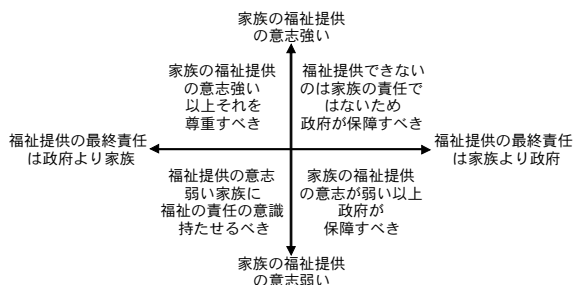 家族の福祉提供
の意志強い
家族の福祉提供
の意志強い
以上それを
尊重すべき
福祉提供できない
のは家族の責任で
はないため
政府が保障すべき
福祉提供の最終責任
は政府より家族
福祉提供の最終責任
は家族より政府
福祉提供の意志
弱い家族に
福祉の責任の意識
持たせるべき
家族の福祉提供
の意志が弱い以上
政府が
保障すべき
家族の福祉提供
の意志弱い